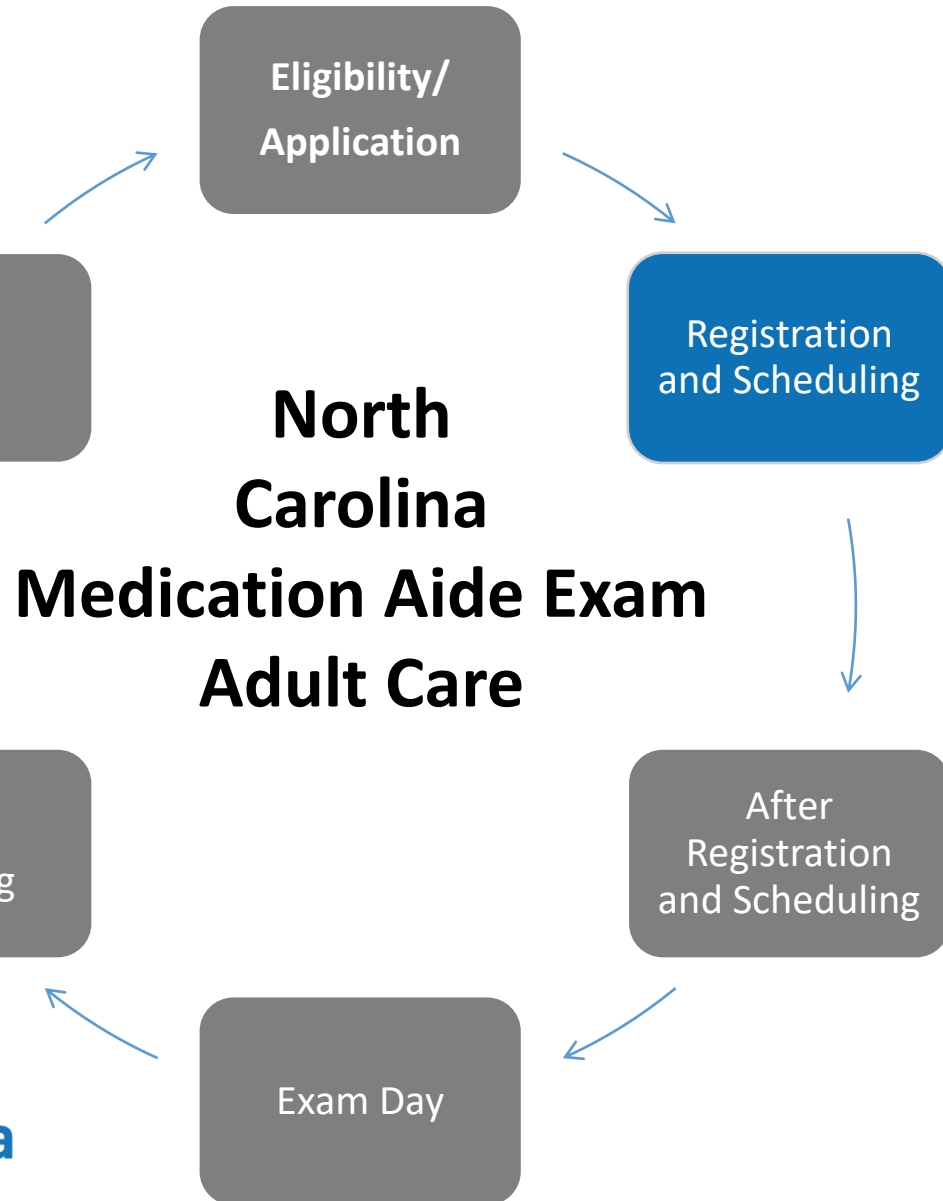 Eligibility/
Application
Registration
and Scheduling
North
Carolina
Medication Aide Exam
Adult Care
After
Registration
and Scheduling
Exam Day
g
a